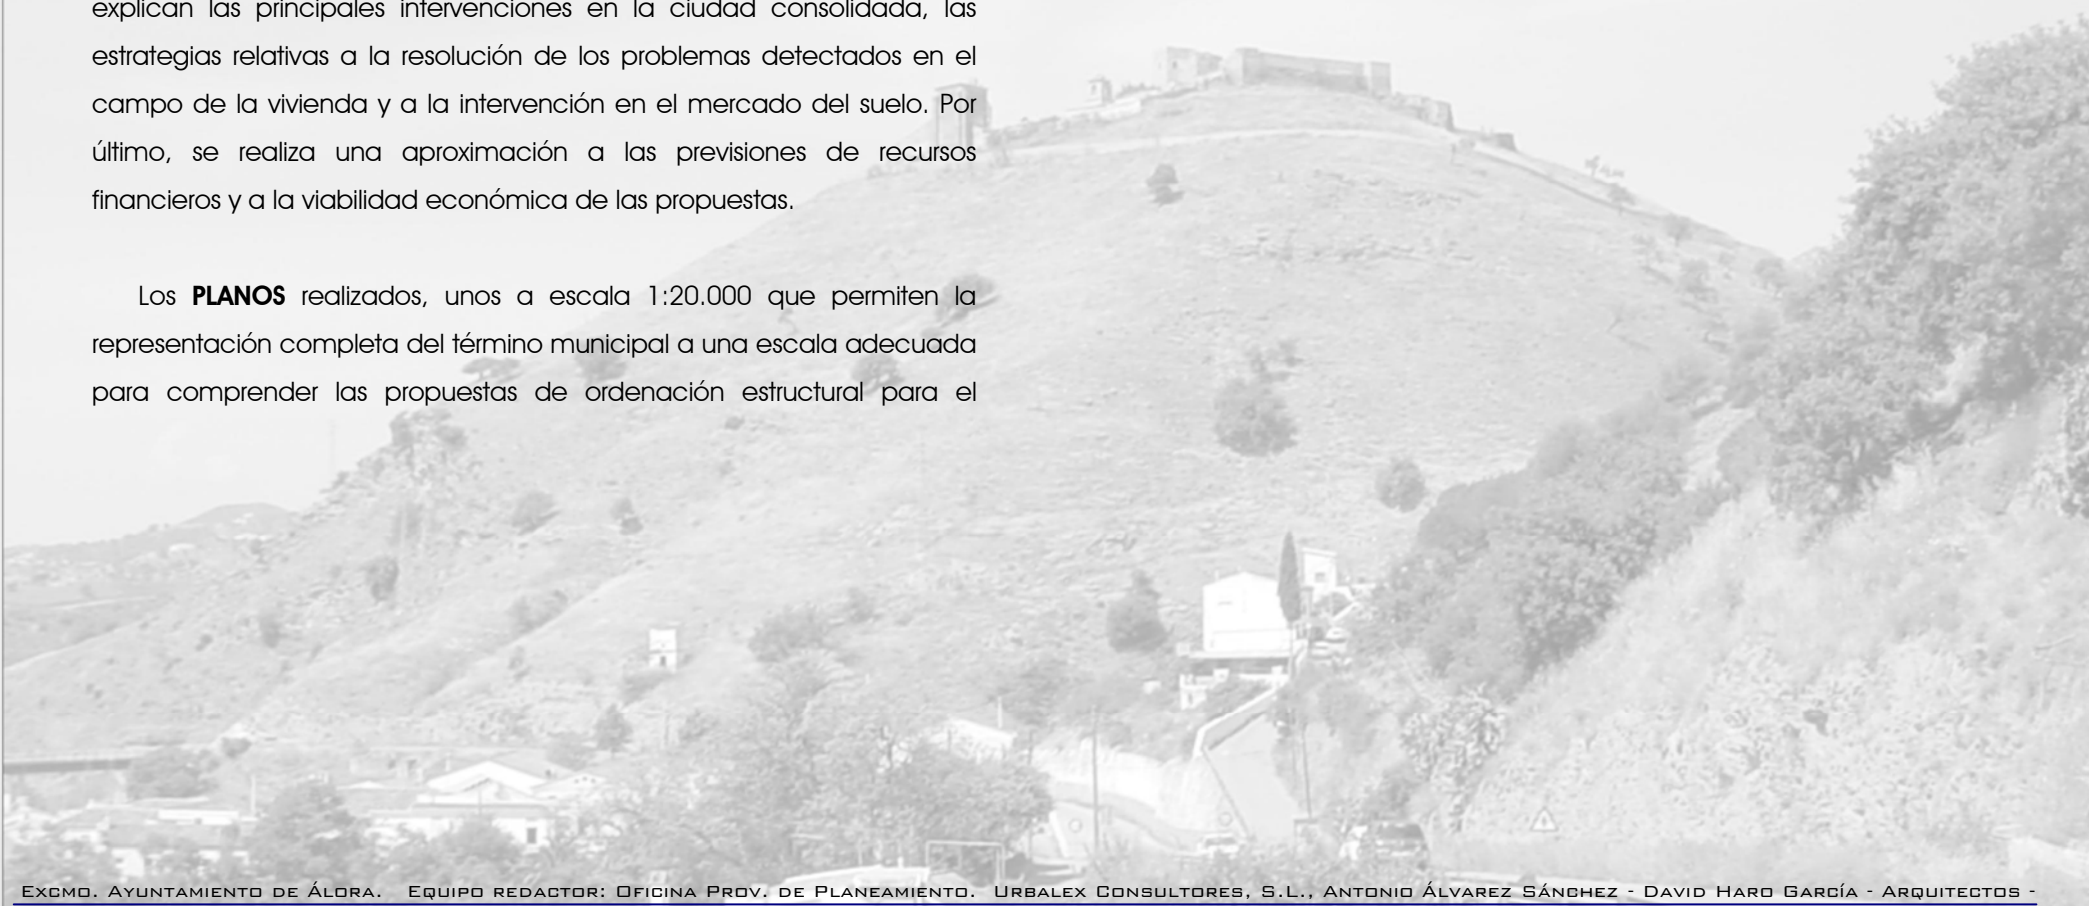 explican las principales intervenciones en la ciudad consolidada, las
estrategias relativas a la resolución de los problemas detectados en el
campo de la vivienda y a la intervención en el mercado del suelo. Por
último, se realiza una aproximación a las previsiones de recursos
financieros y a la viabilidad económica de las propuestas.
Los PLANOS realizados, unos a escala 1:20.000 que permiten la
representación completa del término municipal a una escala adecuada
para comprender las propuestas de ordenación estructural para el
EXCMO. AYUNTAMIENTO DE ÁLORA. EQUIPO REDACTOR: OFICINA PROV. DE PLANEAMIENTO. URBALEX CONSULTORES, S.L., ANTONIO ÁLVAREZ SÁNCHEZ - DAVID HARO GARCÍA - ARQUITECTOS -